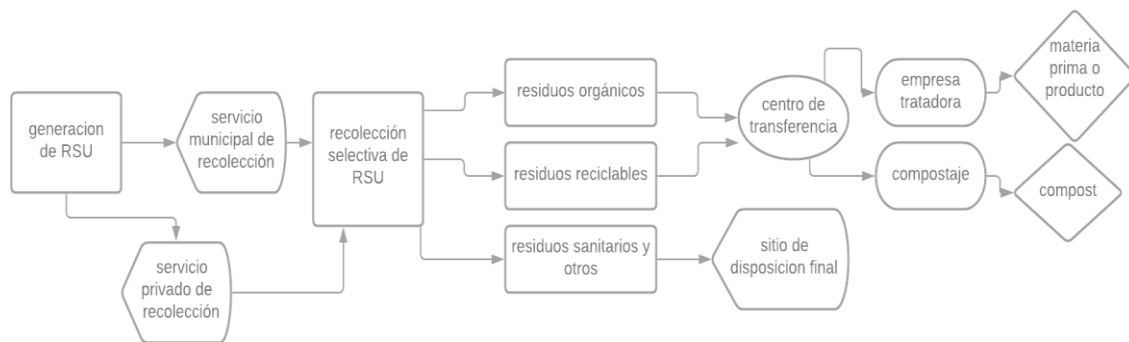 generacion
de RSU
servicio
municipal de
recolección
servicio
privado de
recolección
recolección
selectiva de
RSU
residuos orgánicos
residuos reciclables
residuos sanitarios y
otros
centro de
transferencia
sitio de
disposicion final
empresa
tratadora
compostaje
materia
prima o
producto
compost